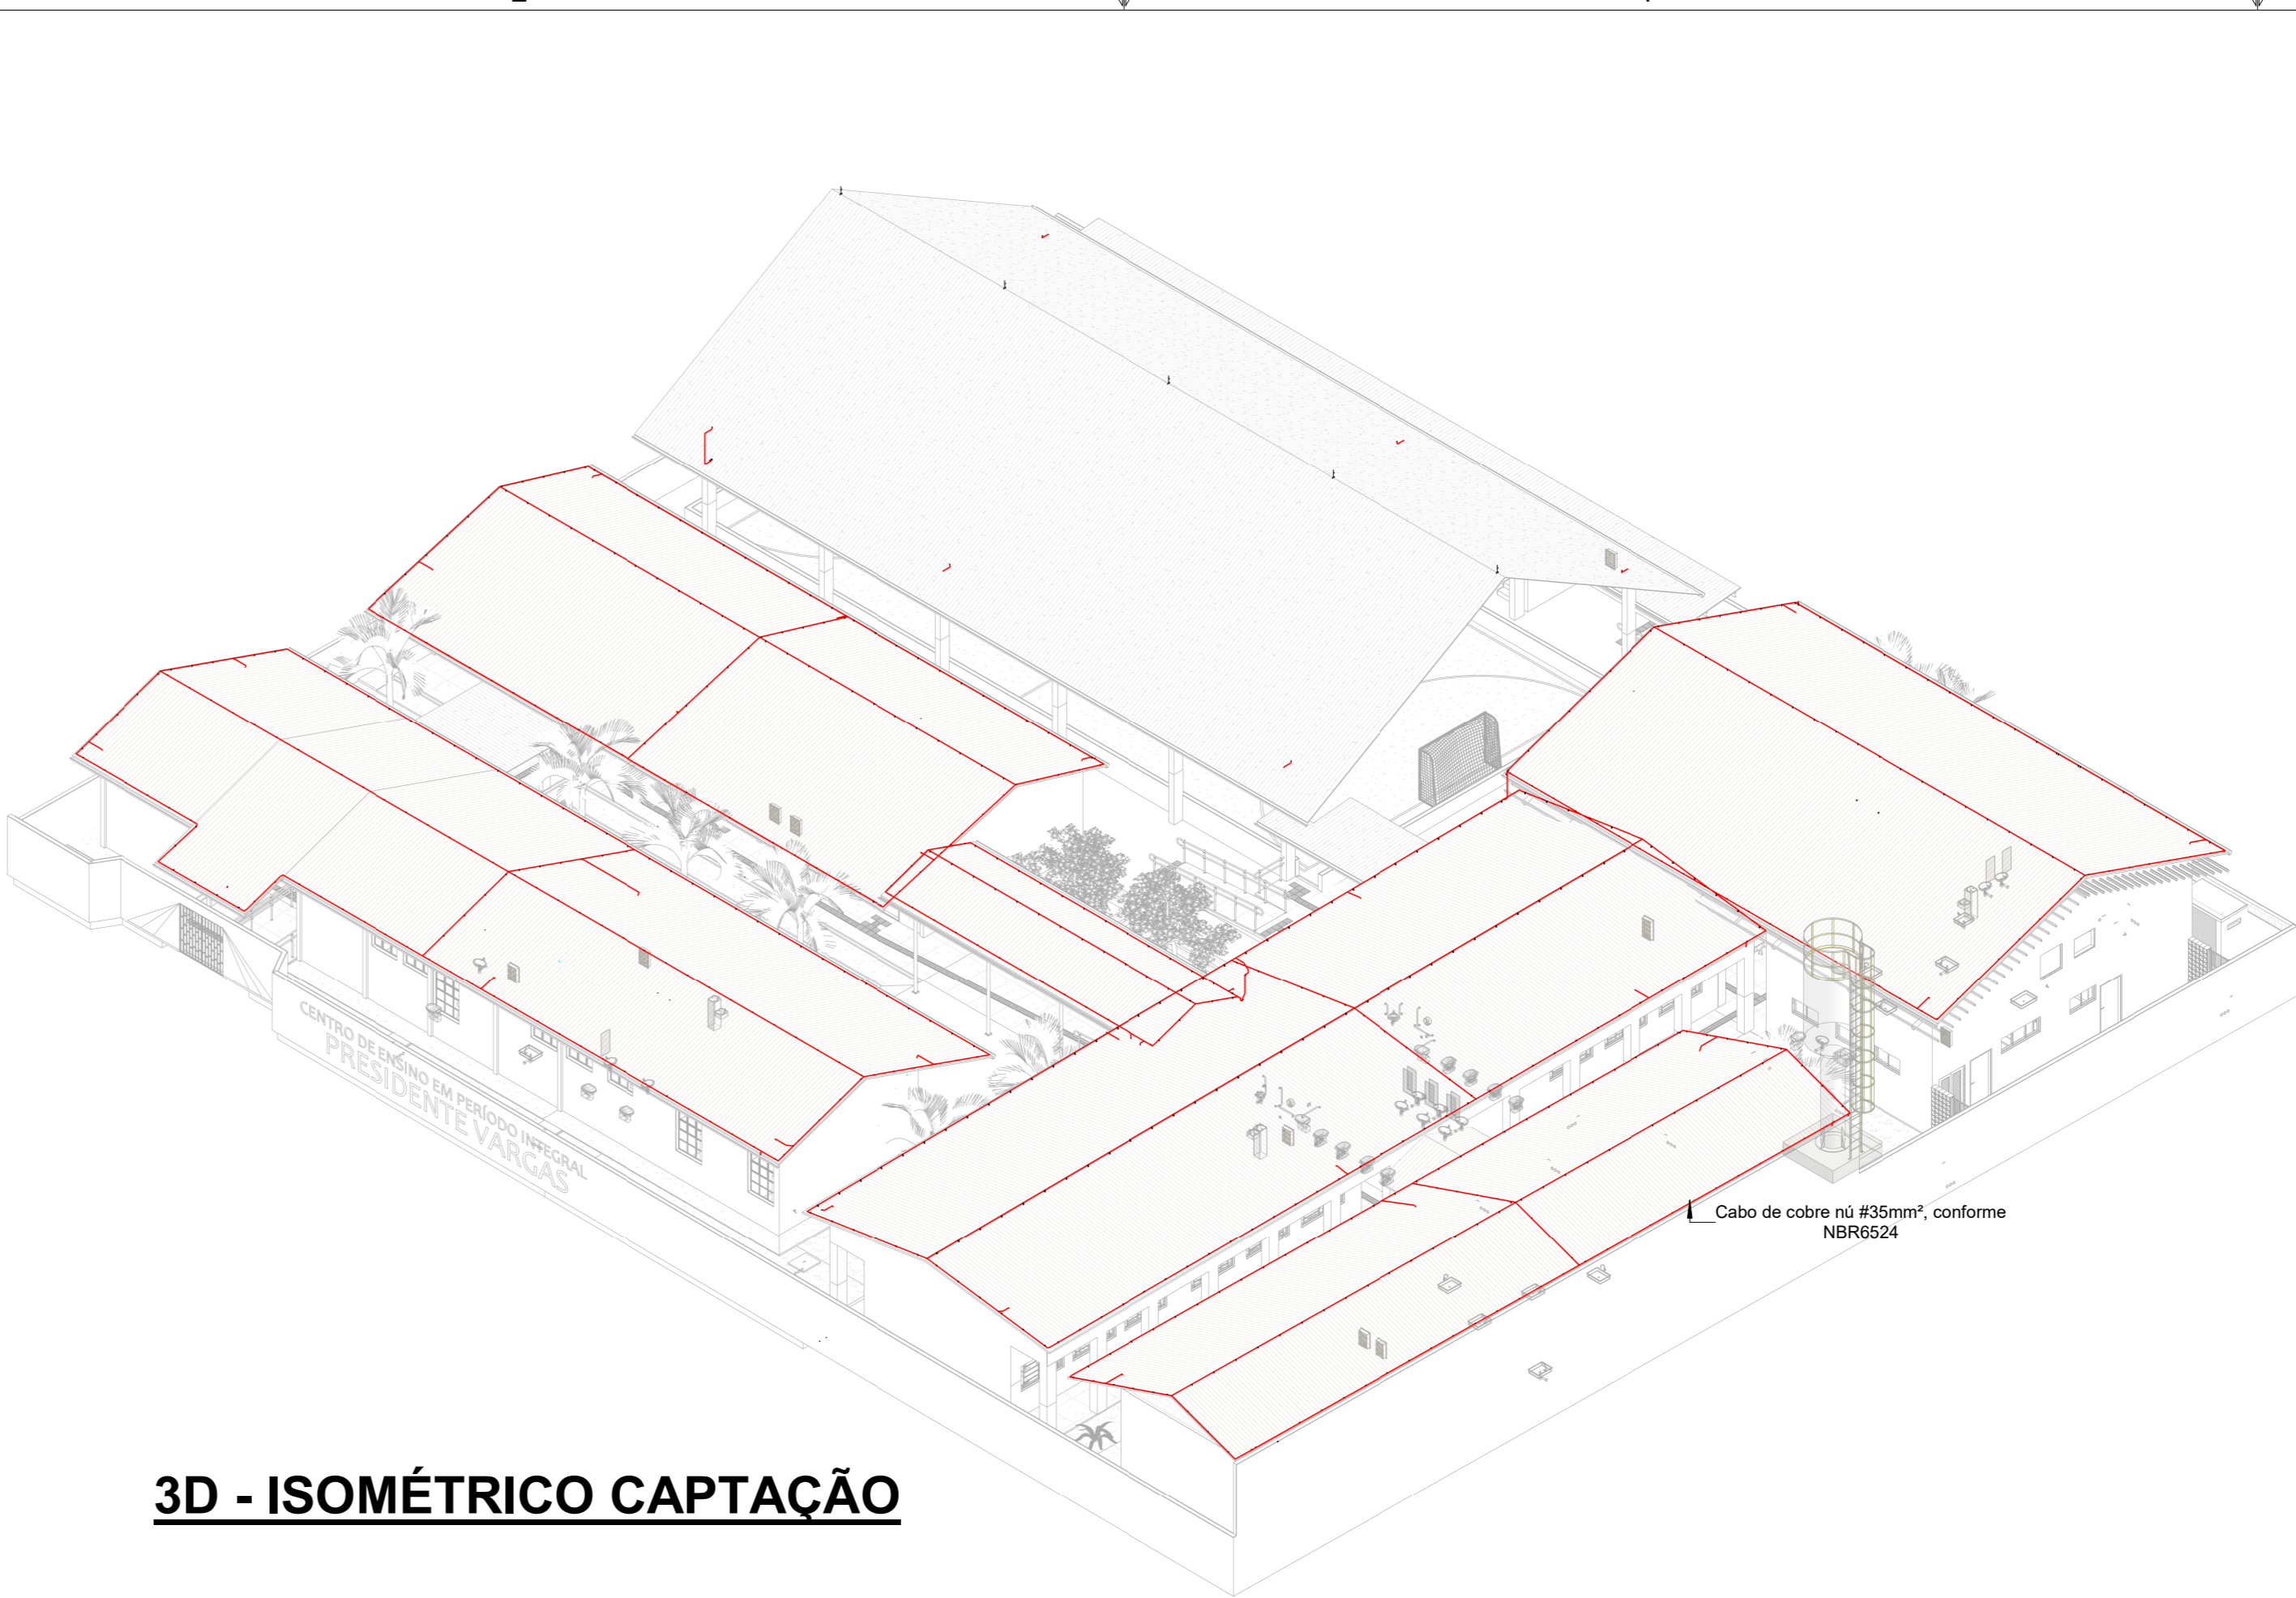 CENTRO DE ENSINO EM PERÍODO INTEGRAL
PRESIDENTE VARGAS
Cabo de cobre nú #35mm², conforme
NBR6524
3D - ISOMÉTRICO CAPTAÇÃO